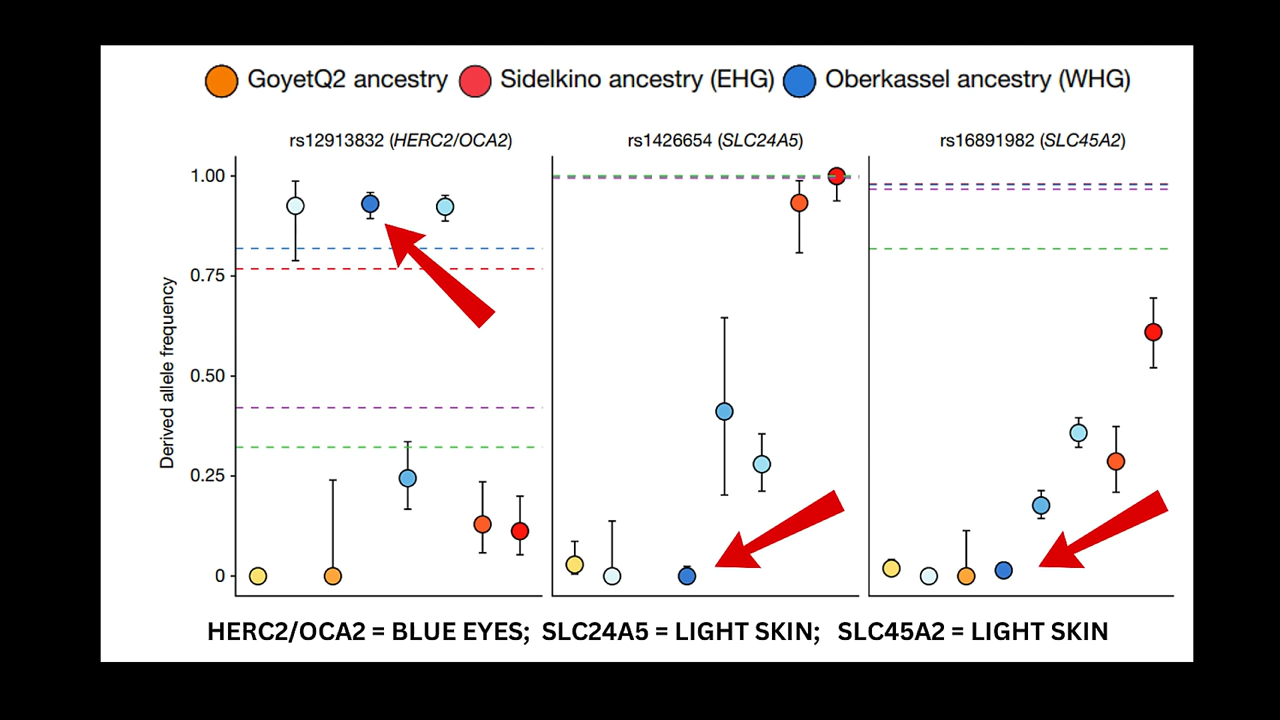 GoyetQ2 ancestry Sidelkino ancestry (EHG) Oberkassel ancestry (WHG)
rs12913832 (HERC2/OCA2) rs1426654 (SLC24A5) rs16891982 (SLC45A2)
Derived allele frequency
1.00
0.75
0.50
0.25
0
HERC2/OCA2 = BLUE EYES; SLC24A5 = LIGHT SKIN; SLC45A2 = LIGHT SKIN